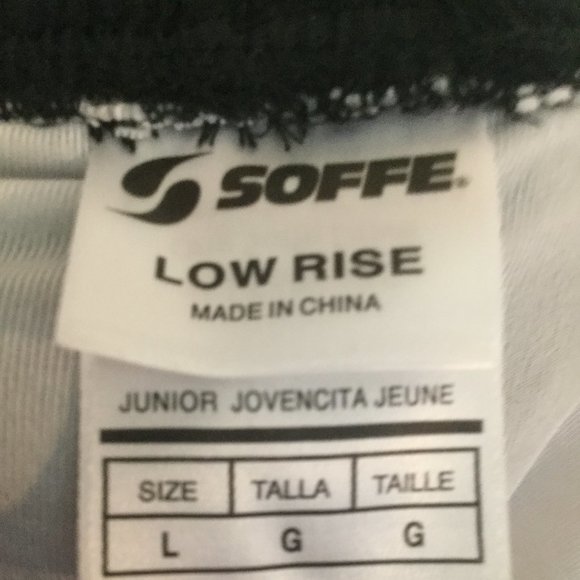 SOFFE®
LOW RISE
MADE IN CHINA
JUNIOR JOVENCITA JEUNE
SIZE TALLA TAILLE
L G G